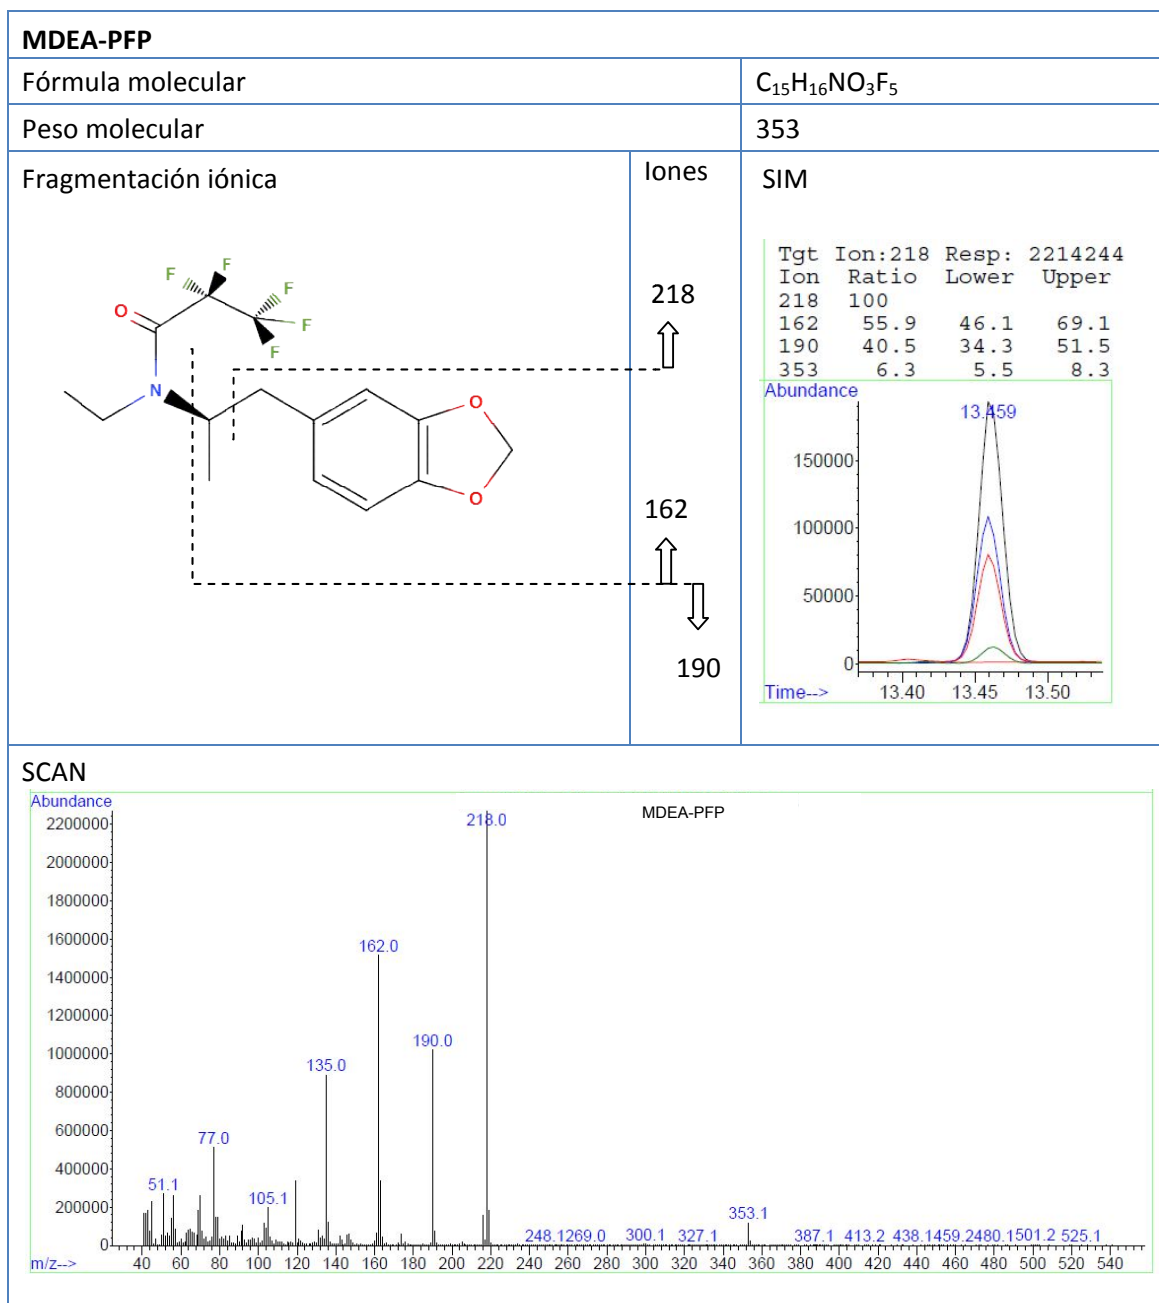 MDEA-PFP
Fórmula molecular
C₁₅H₁₆NO₃F₅
Peso molecular
353
Fragmentación iónica
Iones
SIM
F
F
F
F
F
O
N
O
O
218
162
190
Tgt Ion:218 Resp: 2214244
Ion Ratio Lower Upper
218 100
162 55.9 46.1 69.1
190 40.5 34.3 51.5
353 6.3 5.5 8.3
Abundance
13.459
150000
100000
50000
0
Time--> 13.40 13.45 13.50
SCAN
Abundance
MDEA-PFP
2200000
2000000
1800000
1600000
1400000
1200000
1000000
800000
600000
400000
200000
0
51.1
77.0
105.1
135.0
162.0
190.0
218.0
248.1 269.0 300.1 327.1 353.1 387.1 413.2 438.1 459.2 480.1 501.2 525.1
m/z--> 40 60 80 100 120 140 160 180 200 220 240 260 280 300 320 340 360 380 400 420 440 460 480 500 520 540